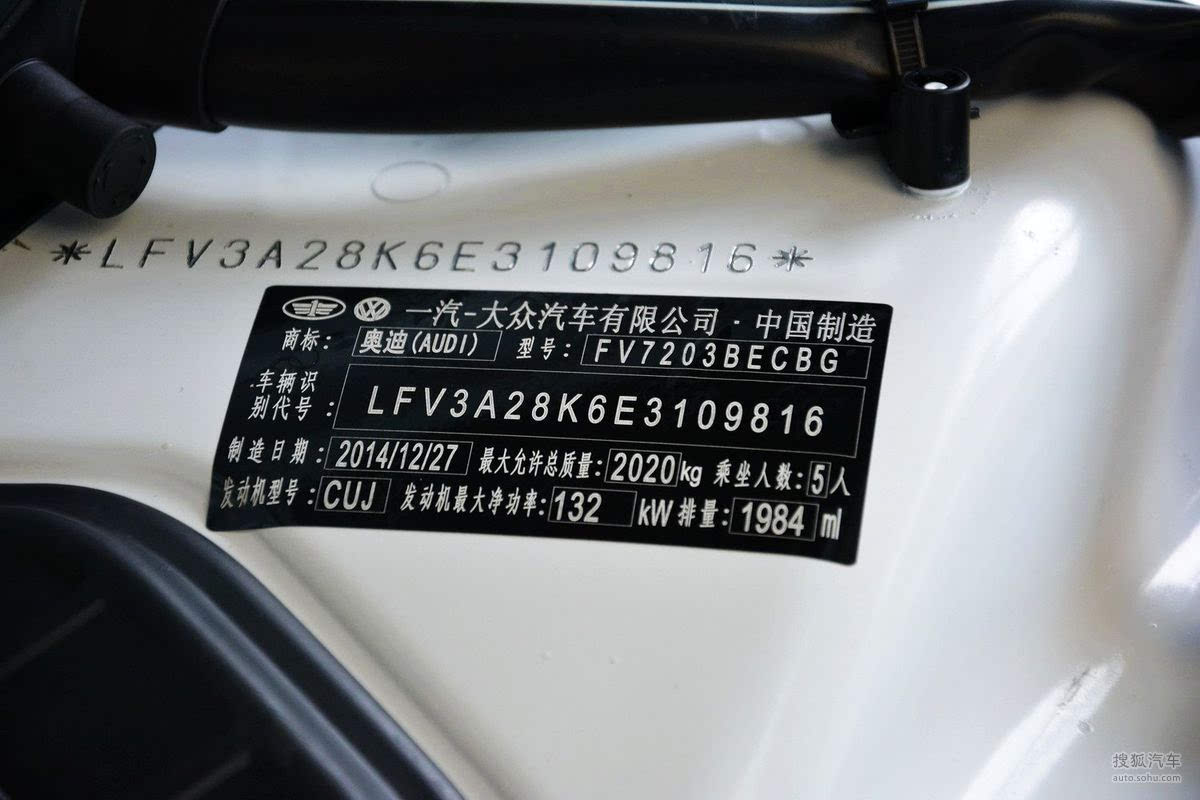 *LFV3A28K6E3109816*
一汽-大众汽车有限公司·中国制造
商标: 奥迪(AUDI) 型号: FV7203BECBG
车辆识
别代号: LFV3A28K6E3109816
制造日期: 2014/12/27 最大允许总质量: 2020kg 乘坐人数: 5人
发动机型号: CUJ 发动机最大净功率: 132 kW 排量: 1984 ml
搜狐汽车
auto.sohu.com